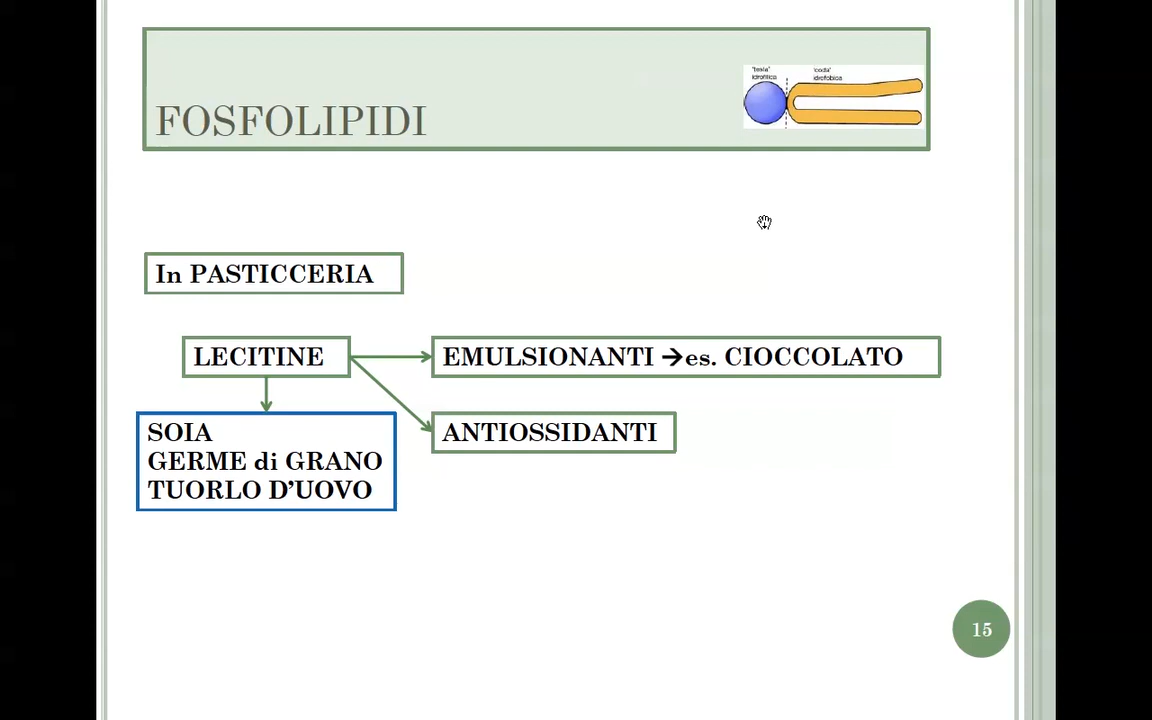 FOSFOLIPIDI
"testa" "coda"
idrofilica idrofobica
In PASTICCERIA
LECITINE
EMULSIONANTI →es. CIOCCOLATO
SOIA
GERME di GRANO
TUORLO D'UOVO
ANTIOSSIDANTI
15